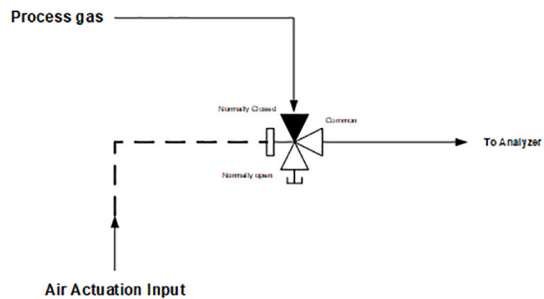 Process gas
Normally Closed
Common
To Analyzer
Normally open
Air Actuation Input